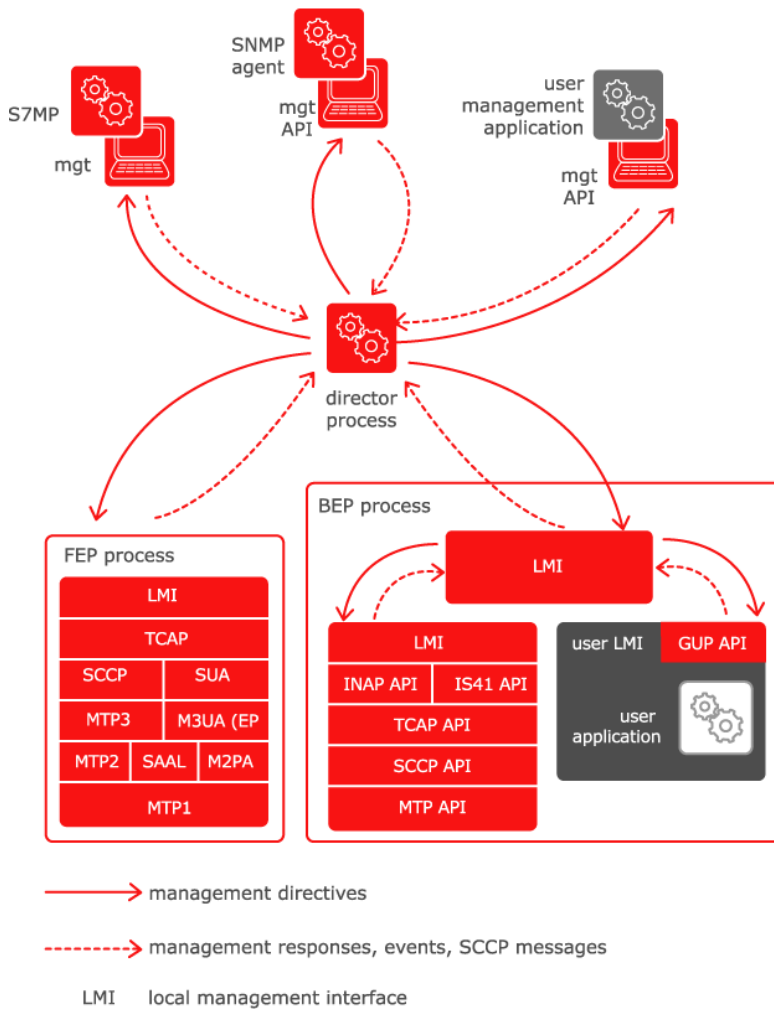 SNMP
agent
S7MP
mgt
mgt
API
user
management
application
mgt
API
director
process
FEP process
LMI
TCAP
SCCP
SUA
MTP3
M3UA (EP
MTP2
SAAL
M2PA
MTP1
BEP process
LMI
LMI
INAP API
IS41 API
TCAP API
SCCP API
MTP API
user LMI
GUP API
user
application
management directives
management responses, events, SCCP messages
LMI local management interface